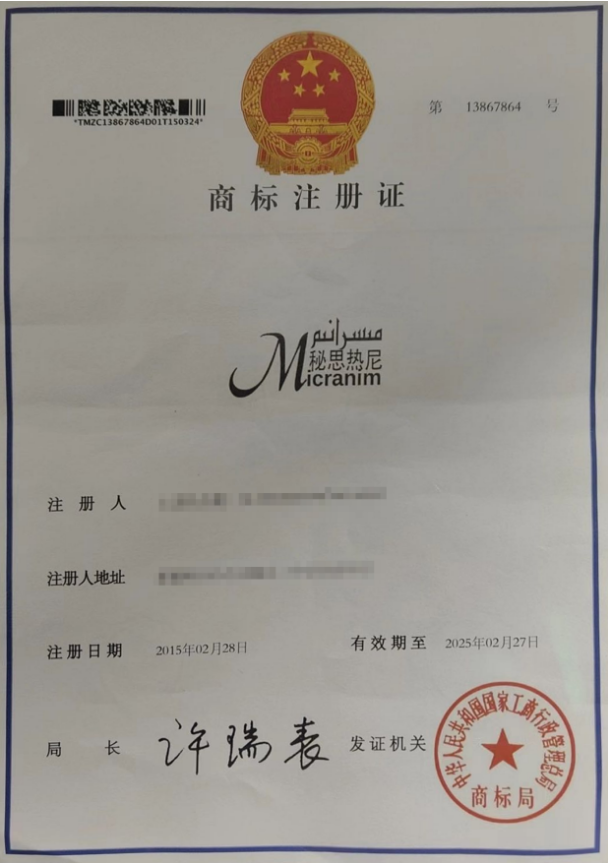 *TMZC13867864D01T150324*
第 13867864 号
商标注册证
مىسرانىم
秘思热尼
Micranim
注 册 人
注册人地址
注册日期 2015年02月28日
有效期至 2025年02月27日
局 长 许瑞表
发证机关
中华人民共和国国家工商行政管理总局
商标局